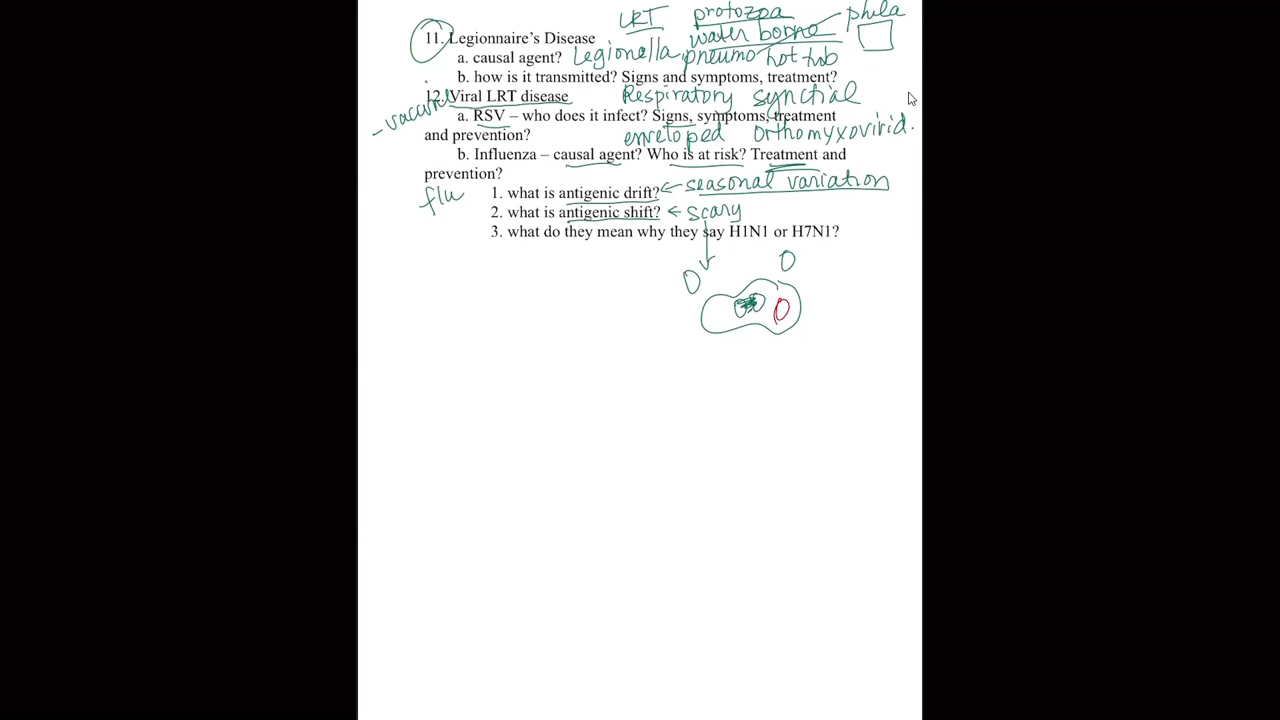 LRT protozoa phila
11. Legionnaire's Disease water borne
a. causal agent? Legionella pneumo hot tub
b. how is it transmitted? Signs and symptoms, treatment?
12. Viral LRT disease Respiratory synctial
- vaccine
a. RSV – who does it infect? Signs, symptoms, treatment
and prevention? enveloped orthomyxovirid.
b. Influenza – causal agent? Who is at risk? Treatment and
prevention?
flu
1. what is antigenic drift? ← seasonal variation
2. what is antigenic shift? ← scary
3. what do they mean why they say H1N1 or H7N1?